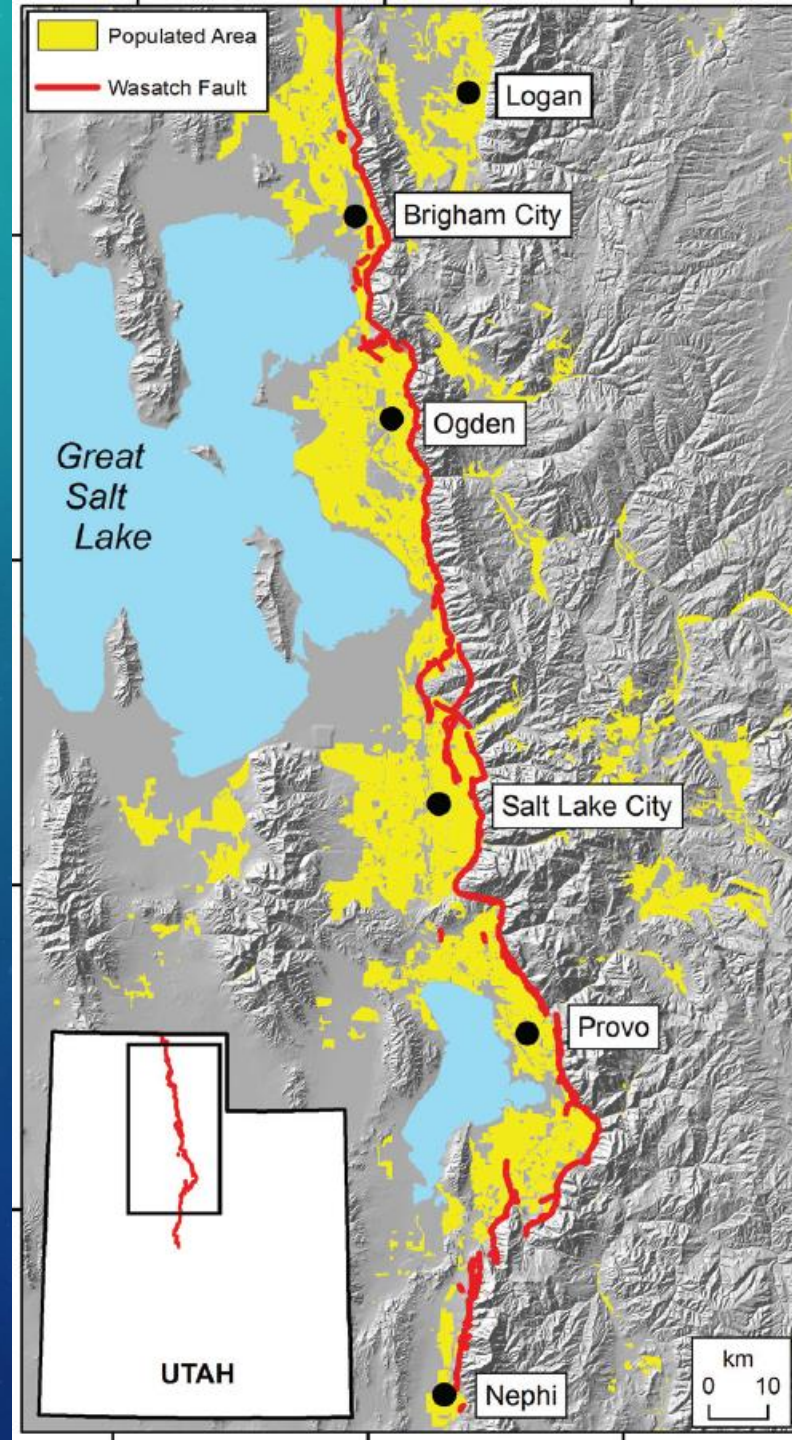 Populated Area
Wasatch Fault
Logan
Brigham City
Ogden
Great
Salt
Lake
Salt Lake City
Provo
UTAH
Nephi
km
0 10